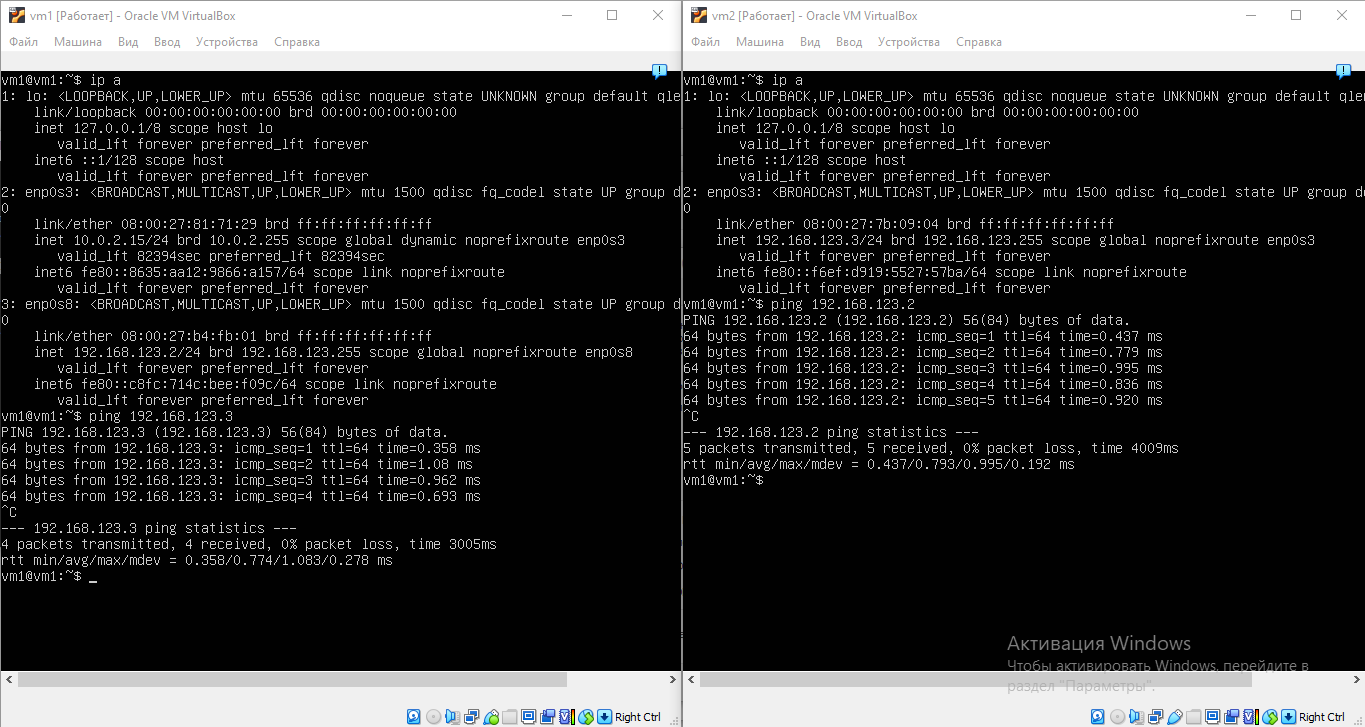 vm1 [Работает] - Oracle VM VirtualBox
Файл Машина Вид Ввод Устройства Справка
vm1@vm1:~$ ip a
1: lo: <LOOPBACK,UP,LOWER_UP> mtu 65536 qdisc noqueue state UNKNOWN group default qle
link/loopback 00:00:00:00:00:00 brd 00:00:00:00:00:00
inet 127.0.0.1/8 scope host lo
valid_lft forever preferred_lft forever
inet6 ::1/128 scope host
valid_lft forever preferred_lft forever
2: enp0s3: <BROADCAST,MULTICAST,UP,LOWER_UP> mtu 1500 qdisc fq_codel state UP group d
0
link/ether 08:00:27:81:71:29 brd ff:ff:ff:ff:ff:ff
inet 10.0.2.15/24 brd 10.0.2.255 scope global dynamic noprefixroute enp0s3
valid_lft 82394sec preferred_lft 82394sec
inet6 fe80::8635:aa12:9866:a157/64 scope link noprefixroute
valid_lft forever preferred_lft forever
3: enp0s8: <BROADCAST,MULTICAST,UP,LOWER_UP> mtu 1500 qdisc fq_codel state UP group d
0
link/ether 08:00:27:b4:fb:01 brd ff:ff:ff:ff:ff:ff
inet 192.168.123.2/24 brd 192.168.123.255 scope global noprefixroute enp0s8
valid_lft forever preferred_lft forever
inet6 fe80::c8fc:714c:bee:f09c/64 scope link noprefixroute
valid_lft forever preferred_lft forever
vm1@vm1:~$ ping 192.168.123.3
PING 192.168.123.3 (192.168.123.3) 56(84) bytes of data.
64 bytes from 192.168.123.3: icmp_seq=1 ttl=64 time=0.358 ms
64 bytes from 192.168.123.3: icmp_seq=2 ttl=64 time=1.08 ms
64 bytes from 192.168.123.3: icmp_seq=3 ttl=64 time=0.962 ms
64 bytes from 192.168.123.3: icmp_seq=4 ttl=64 time=0.693 ms
^C
--- 192.168.123.3 ping statistics ---
4 packets transmitted, 4 received, 0% packet loss, time 3005ms
rtt min/avg/max/mdev = 0.358/0.774/1.083/0.278 ms
vm1@vm1:~$ _
Right Ctrl
vm2 [Работает] - Oracle VM VirtualBox
Файл Машина Вид Ввод Устройства Справка
vm1@vm1:~$ ip a
1: lo: <LOOPBACK,UP,LOWER_UP> mtu 65536 qdisc noqueue state UNKNOWN group default qle
link/loopback 00:00:00:00:00:00 brd 00:00:00:00:00:00
inet 127.0.0.1/8 scope host lo
valid_lft forever preferred_lft forever
inet6 ::1/128 scope host
valid_lft forever preferred_lft forever
2: enp0s3: <BROADCAST,MULTICAST,UP,LOWER_UP> mtu 1500 qdisc fq_codel state UP group d
0
link/ether 08:00:27:7b:09:04 brd ff:ff:ff:ff:ff:ff
inet 192.168.123.3/24 brd 192.168.123.255 scope global noprefixroute enp0s3
valid_lft forever preferred_lft forever
inet6 fe80::f6ef:d919:5527:57ba/64 scope link noprefixroute
valid_lft forever preferred_lft forever
vm1@vm1:~$ ping 192.168.123.2
PING 192.168.123.2 (192.168.123.2) 56(84) bytes of data.
64 bytes from 192.168.123.2: icmp_seq=1 ttl=64 time=0.437 ms
64 bytes from 192.168.123.2: icmp_seq=2 ttl=64 time=0.779 ms
64 bytes from 192.168.123.2: icmp_seq=3 ttl=64 time=0.995 ms
64 bytes from 192.168.123.2: icmp_seq=4 ttl=64 time=0.836 ms
64 bytes from 192.168.123.2: icmp_seq=5 ttl=64 time=0.920 ms
^C
--- 192.168.123.2 ping statistics ---
5 packets transmitted, 5 received, 0% packet loss, time 4009ms
rtt min/avg/max/mdev = 0.437/0.793/0.995/0.192 ms
vm1@vm1:~$
Активация Windows
Чтобы активировать Windows, перейдите в
раздел "Параметры".
Right Ctrl